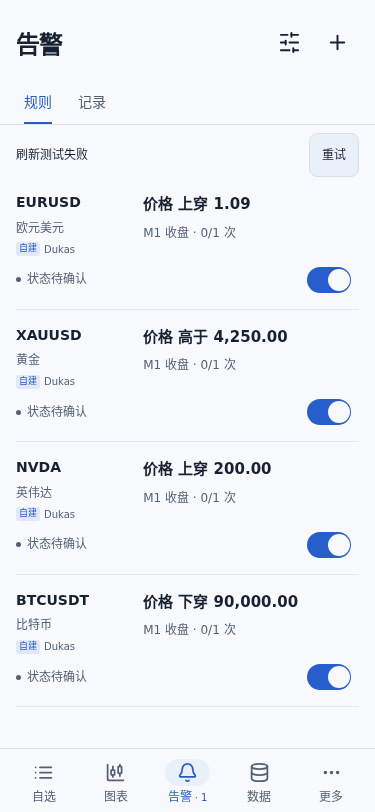 告警
规则 记录
刷新测试失败 重试
EURUSD 价格 上穿 1.09
欧元美元 M1 收盘 · 0/1 次
自建 Dukas
状态待确认
XAUUSD 价格 高于 4,250.00
黄金 M1 收盘 · 0/1 次
自建 Dukas
状态待确认
NVDA 价格 上穿 200.00
英伟达 M1 收盘 · 0/1 次
自建 Dukas
状态待确认
BTCUSDT 价格 下穿 90,000.00
比特币 M1 收盘 · 0/1 次
自建 Dukas
状态待确认
自选 图表 告警 · 1 数据 更多